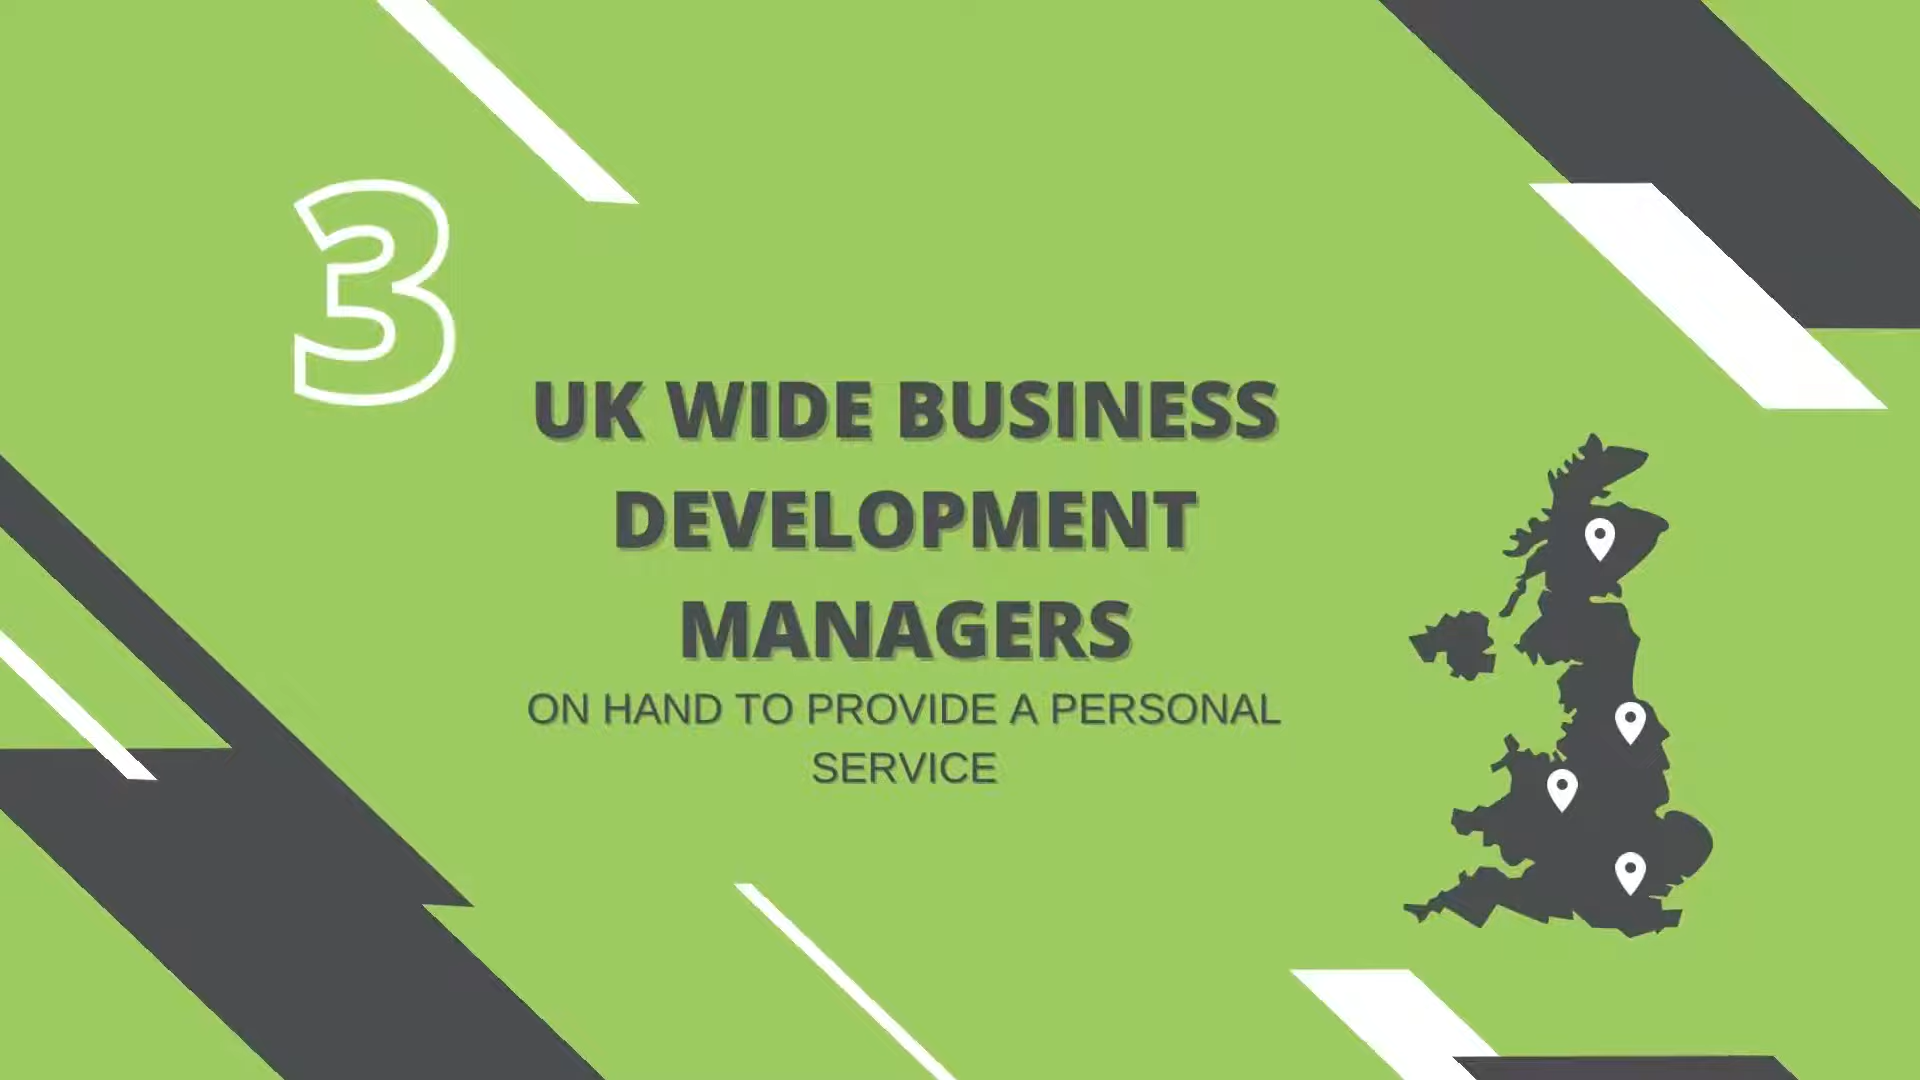 3
UK WIDE BUSINESS
DEVELOPMENT
MANAGERS
ON HAND TO PROVIDE A PERSONAL
SERVICE